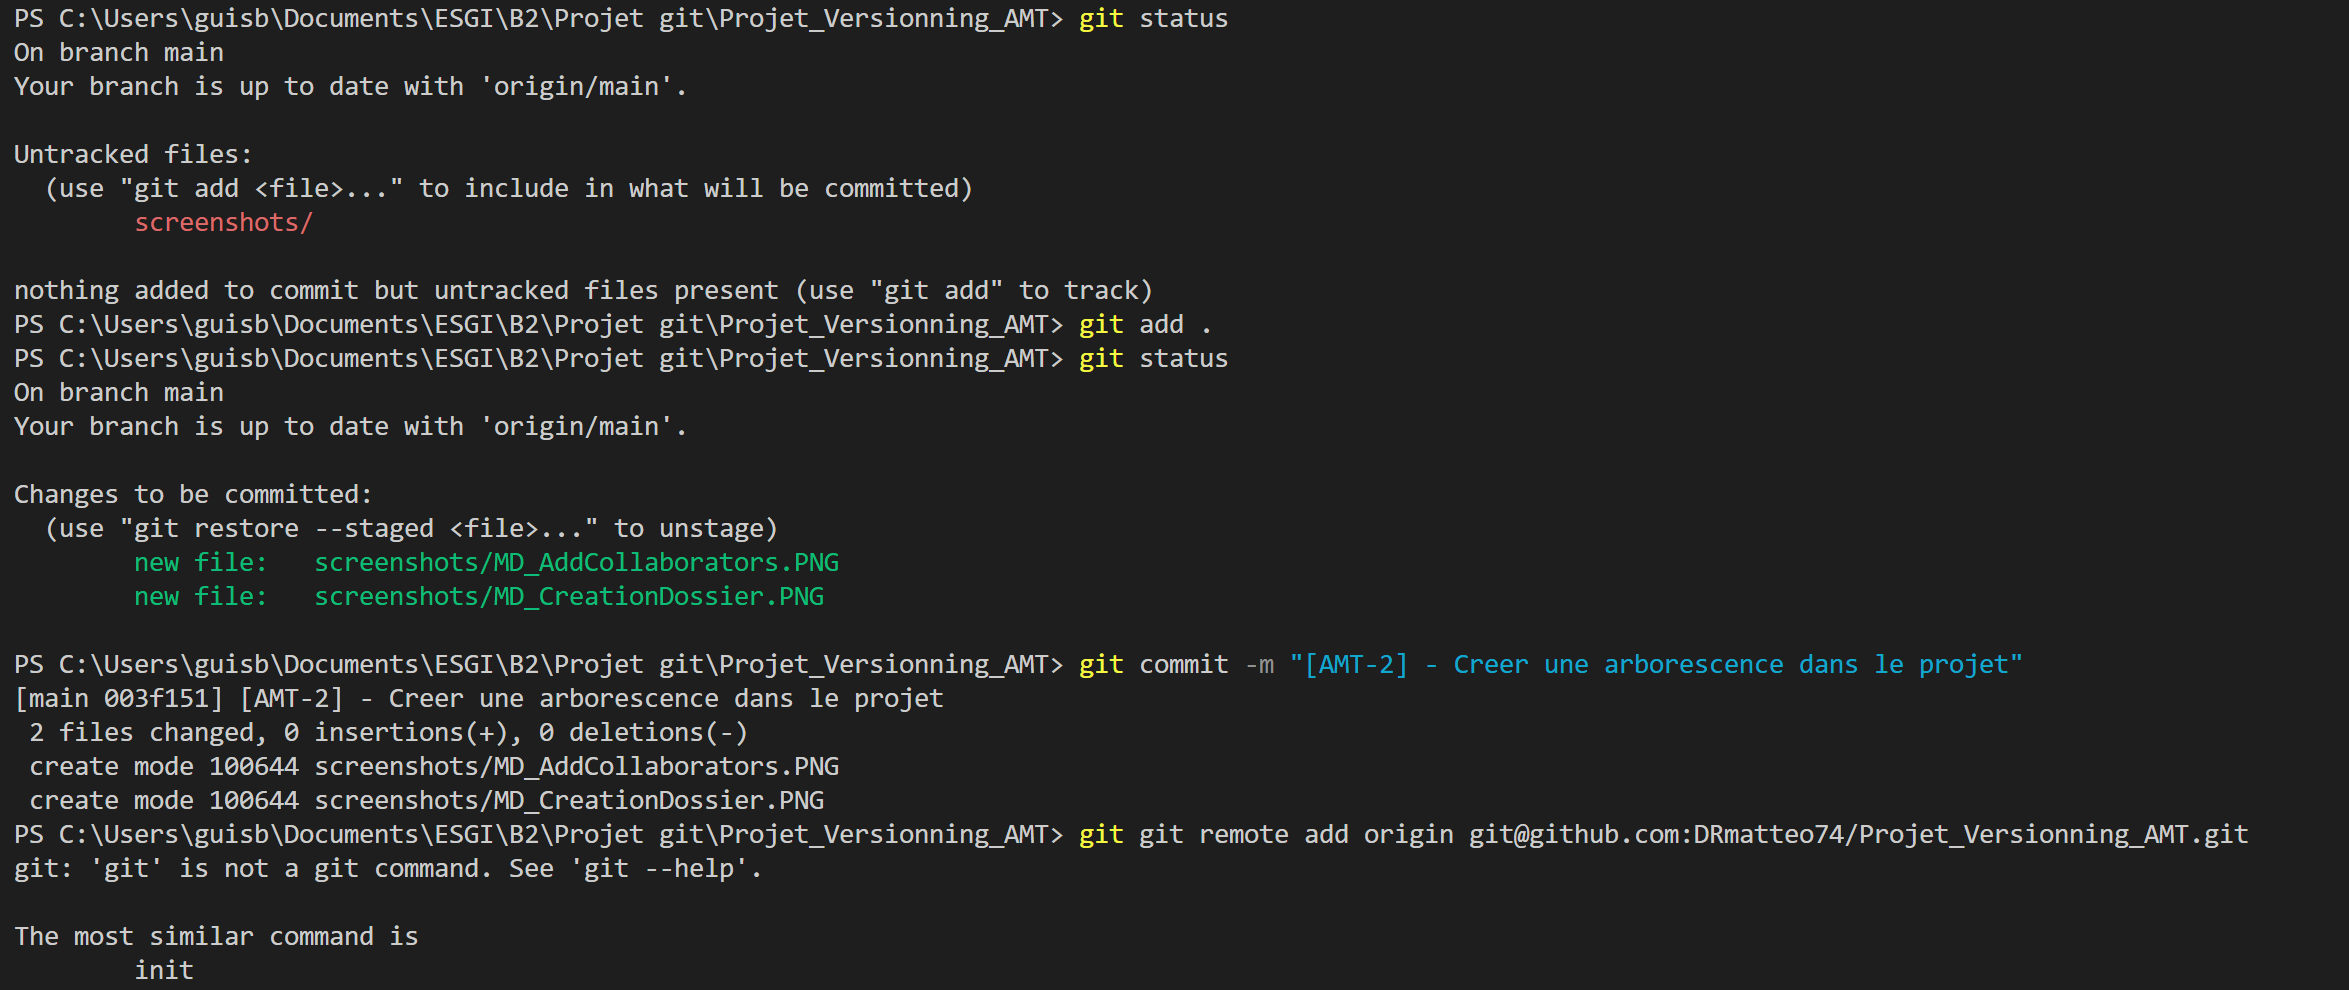 PS C:\Users\guisb\Documents\ESGI\B2\Projet git\Projet_Versionning_AMT> git status
On branch main
Your branch is up to date with 'origin/main'.
Untracked files:
  (use "git add <file>..." to include in what will be committed)
        screenshots/
nothing added to commit but untracked files present (use "git add" to track)
PS C:\Users\guisb\Documents\ESGI\B2\Projet git\Projet_Versionning_AMT> git add .
PS C:\Users\guisb\Documents\ESGI\B2\Projet git\Projet_Versionning_AMT> git status
On branch main
Your branch is up to date with 'origin/main'.
Changes to be committed:
  (use "git restore --staged <file>..." to unstage)
        new file:   screenshots/MD_AddCollaborators.PNG
        new file:   screenshots/MD_CreationDossier.PNG
PS C:\Users\guisb\Documents\ESGI\B2\Projet git\Projet_Versionning_AMT> git commit -m "[AMT-2] - Creer une arborescence dans le projet"
[main 003f151] [AMT-2] - Creer une arborescence dans le projet
 2 files changed, 0 insertions(+), 0 deletions(-)
 create mode 100644 screenshots/MD_AddCollaborators.PNG
 create mode 100644 screenshots/MD_CreationDossier.PNG
PS C:\Users\guisb\Documents\ESGI\B2\Projet git\Projet_Versionning_AMT> git git remote add origin git@github.com:DRmatteo74/Projet_Versionning_AMT.git
git: 'git' is not a git command. See 'git --help'.
The most similar command is
        init